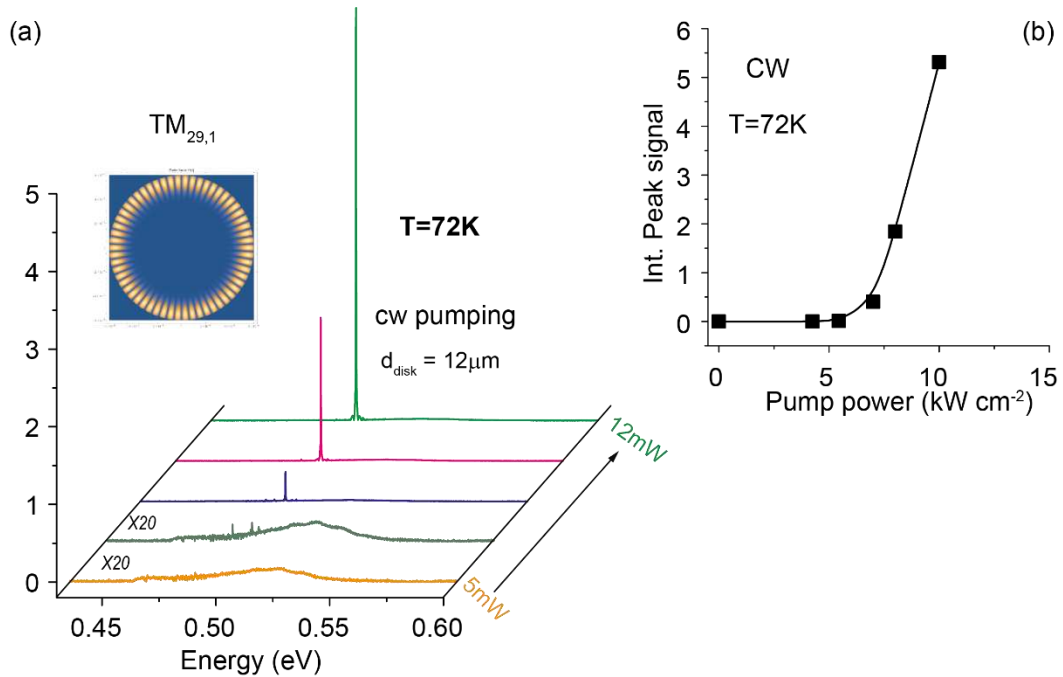 (a)
TM29,1
T=72K
cw pumping
ddisk = 12μm
5
4
3
2
1
0
X20
X20
12mW
5mW
0.45
0.50
0.55
0.60
Energy (eV)
(b)
CW
T=72K
6
5
4
3
2
1
0
Int. Peak signal
0
5
10
15
Pump power (kW cm-2)